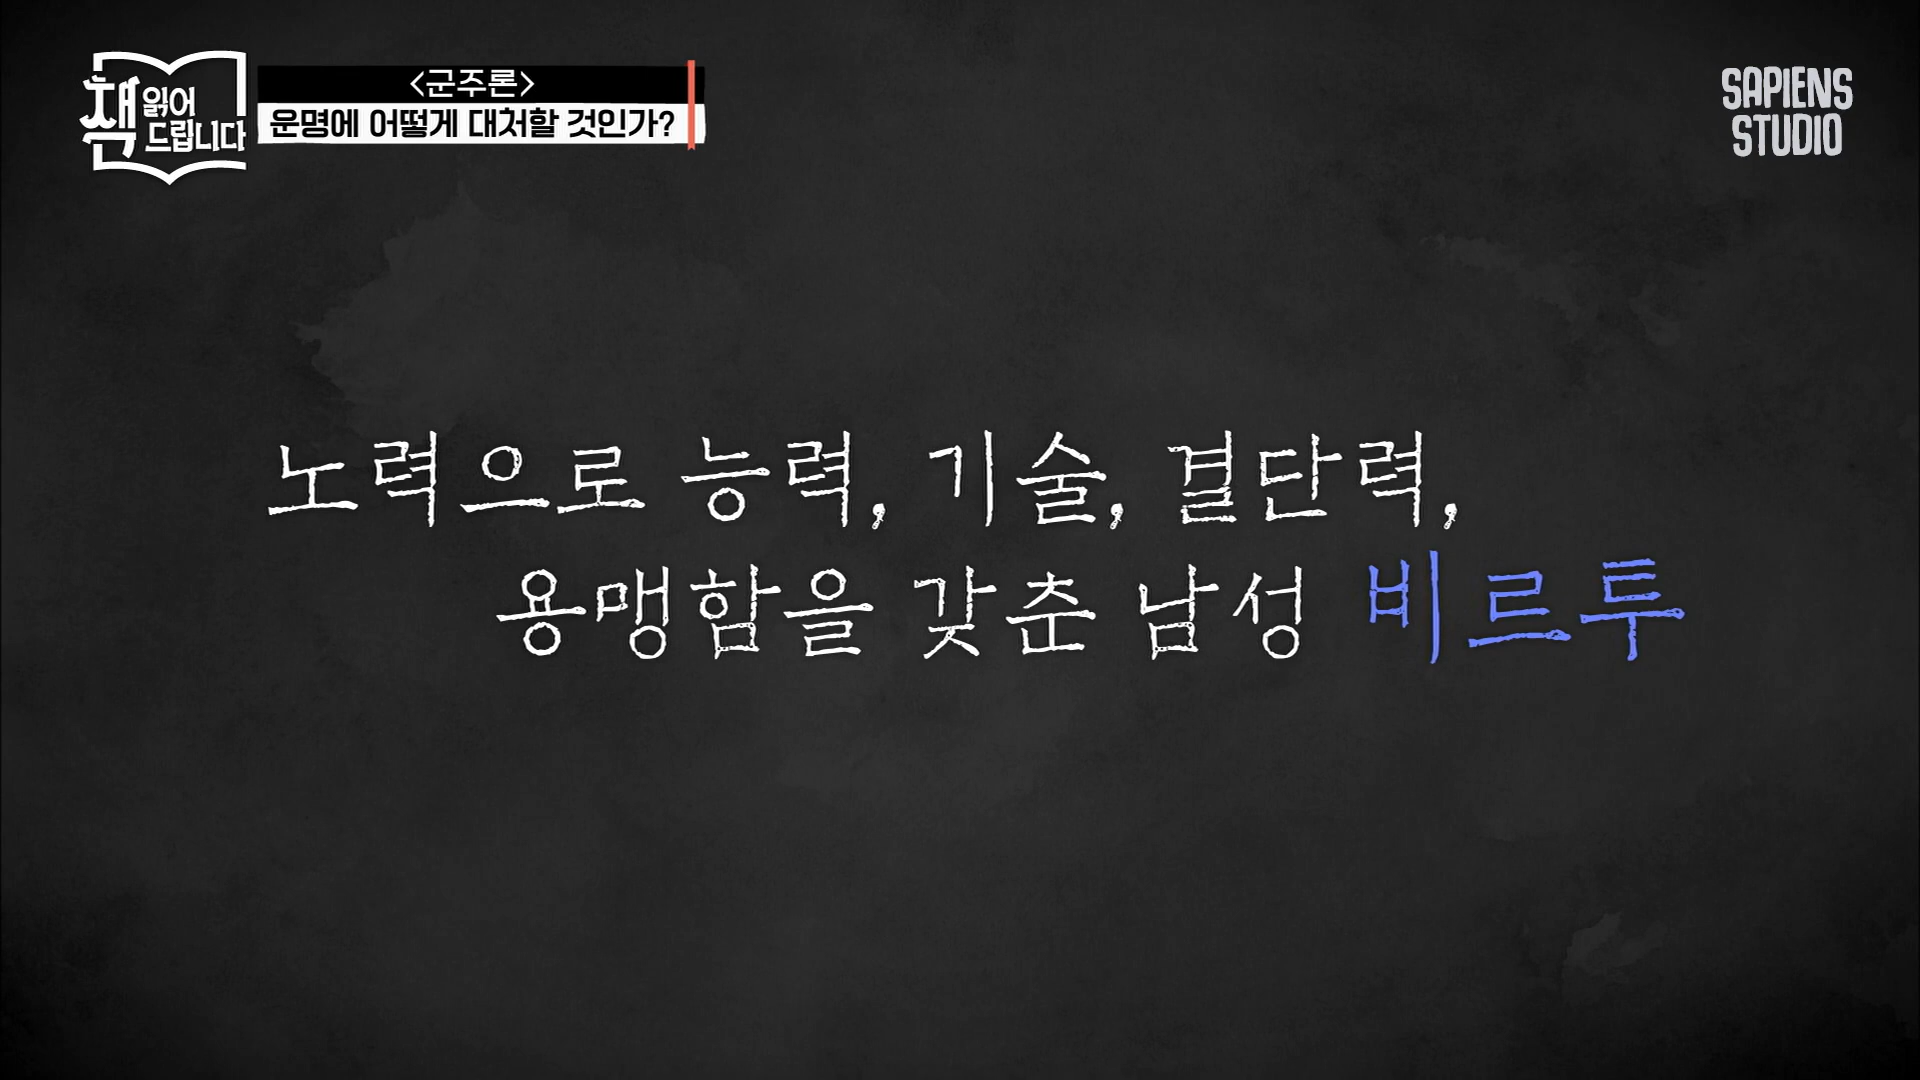 책 읽어
드립니다
<군주론>
운명에 어떻게 대처할 것인가?
SAPIENS
STUDIO
노력으로 능력, 기술, 결단력,
용맹함을 갖춘 남성 비르투